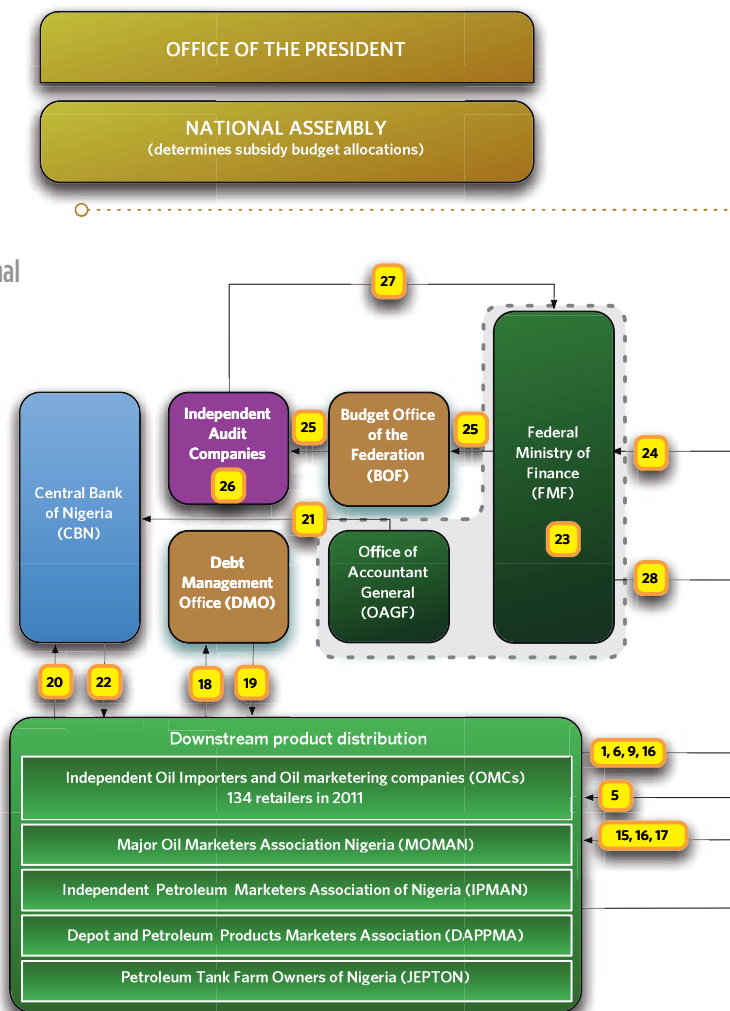 OFFICE OF THE PRESIDENT
NATIONAL ASSEMBLY
(determines subsidy budget allocations)
nal
27
Independent
Audit
Companies
26
25
Budget Office
of the
Federation
(BOF)
25
Federal
Ministry of
Finance
(FMF)
23
24
28
Central Bank
of Nigeria
(CBN)
21
Debt
Management
Office (DMO)
Office of
Accountant
General
(OAGF)
20
22
18
19
Downstream product distribution
Independent Oil Importers and Oil marketering companies (OMCs)
134 retailers in 2011
Major Oil Marketers Association Nigeria (MOMAN)
Independent Petroleum Marketers Association of Nigeria (IPMAN)
Depot and Petroleum Products Marketers Association (DAPPMA)
Petroleum Tank Farm Owners of Nigeria (JEPTON)
1, 6, 9, 16
5
15, 16, 17